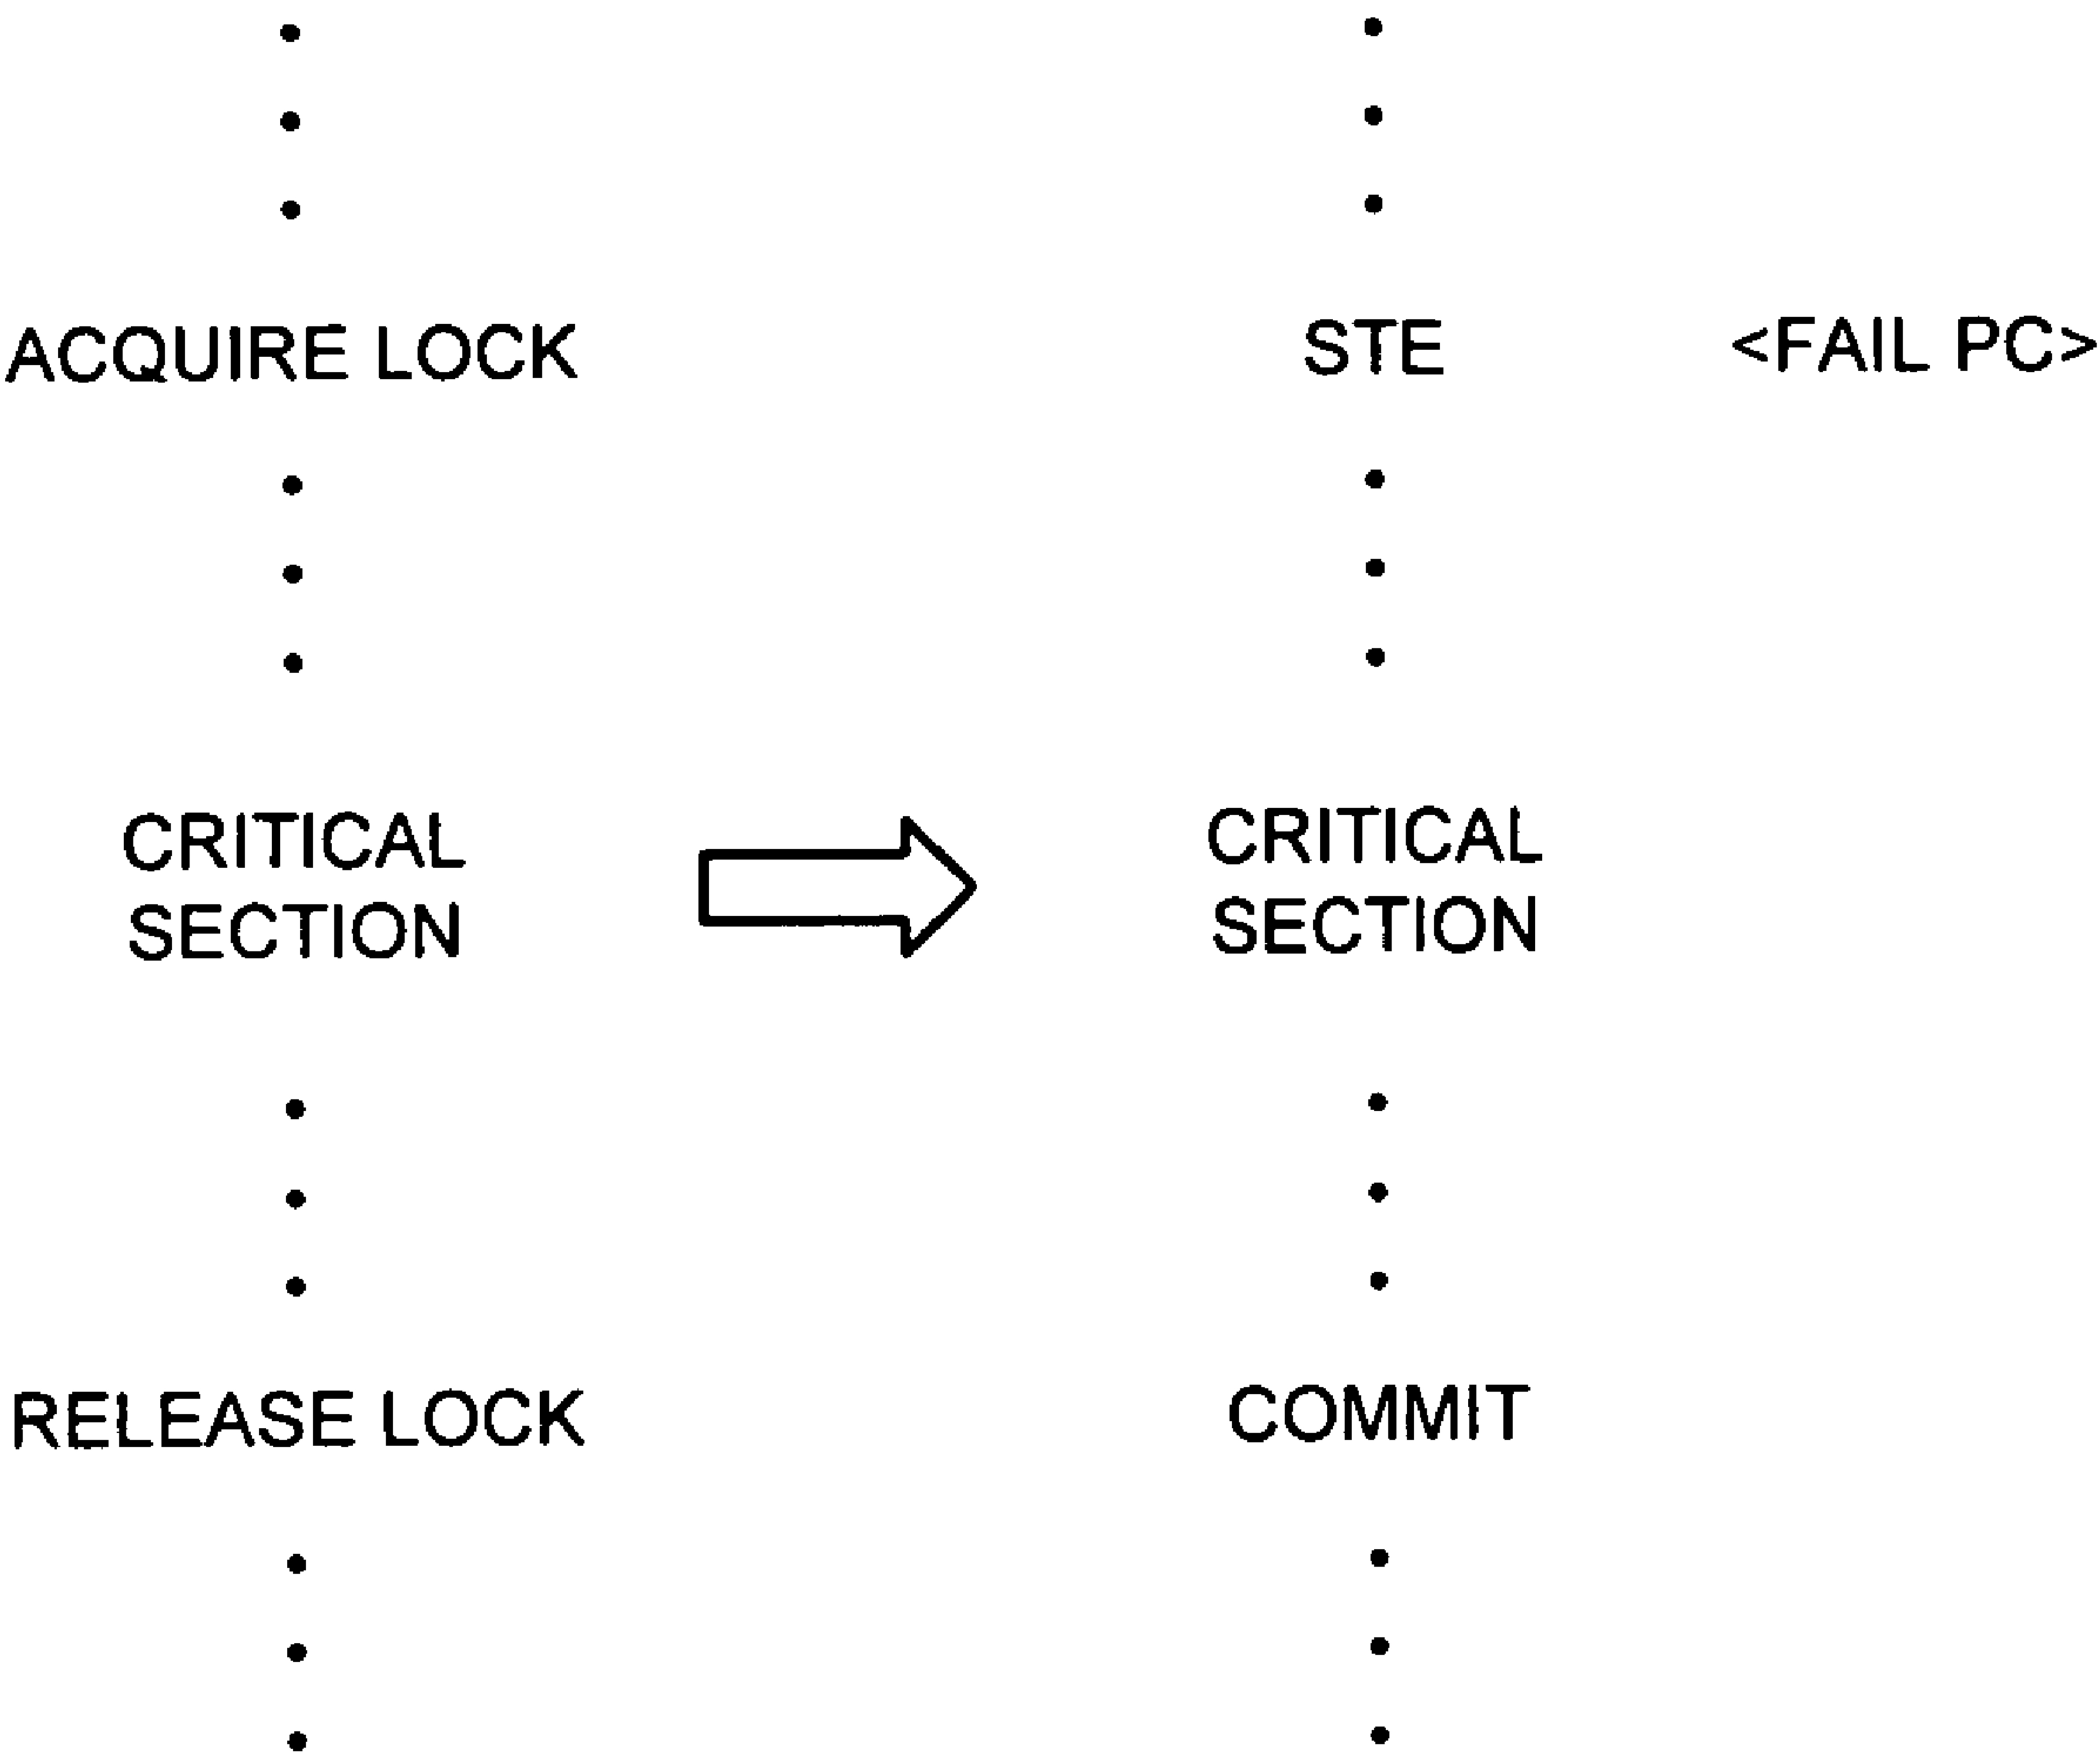 ACQUIRE LOCK
STE <FAIL PC>
CRITICAL
SECTION
CRITICAL
SECTION
RELEASE LOCK
COMMIT